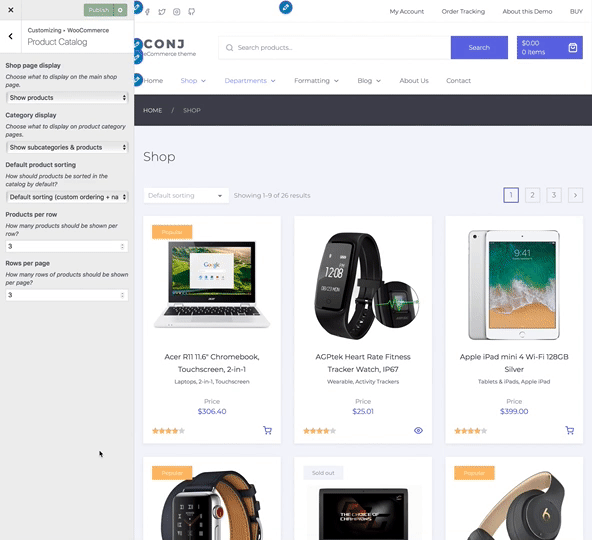 Publish
Customizing • WooCommerce
Product Catalog
Shop page display
Choose what to display on the main shop
page.
Show products
Category display
Choose what to display on product category
pages.
Show subcategories & products
Default product sorting
How should products be sorted in the
catalog by default?
Default sorting (custom ordering + na
Products per row
How many products should be shown per
row?
3
Rows per page
How many rows of products should be shown
per page?
3
My Account
Order Tracking
About this Demo
BUY
CONJ
eCommerce theme
Search products...
Search
$0.00
0 Items
Home
Shop
Departments
Formatting
Blog
About Us
Contact
HOME / SHOP
Shop
Default sorting
Showing 1-9 of 26 results
1
2
3
Popular
Google
acer
Acer R11 11.6" Chromebook,
Touchscreen, 2-in-1
Laptops, 2-in-1, Touchscreen
Price
$306.40
12:08
AGPtek Heart Rate Fitness
Tracker Watch, IP67
Wearable, Activity Trackers
Price
$25.01
9:41
Apple iPad mini 4 Wi-Fi 128GB
Silver
Tablets & iPads, Apple iPad
Price
$399.00
Popular
Sold out
THE CHOICE OF
CHAMPIONS
Popular